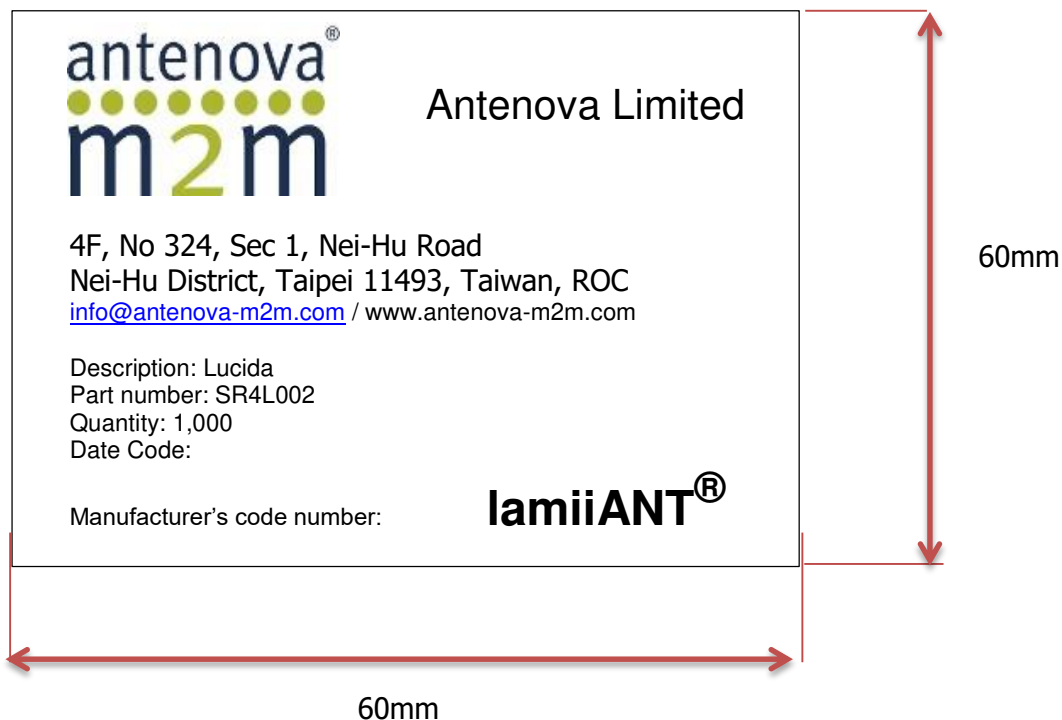 antenova®
m2m
Antenova Limited
4F, No 324, Sec 1, Nei-Hu Road
Nei-Hu District, Taipei 11493, Taiwan, ROC
info@antenova-m2m.com / www.antenova-m2m.com
Description: Lucida
Part number: SR4L002
Quantity: 1,000
Date Code:
Manufacturer’s code number:
lamiiANT®
60mm
60mm